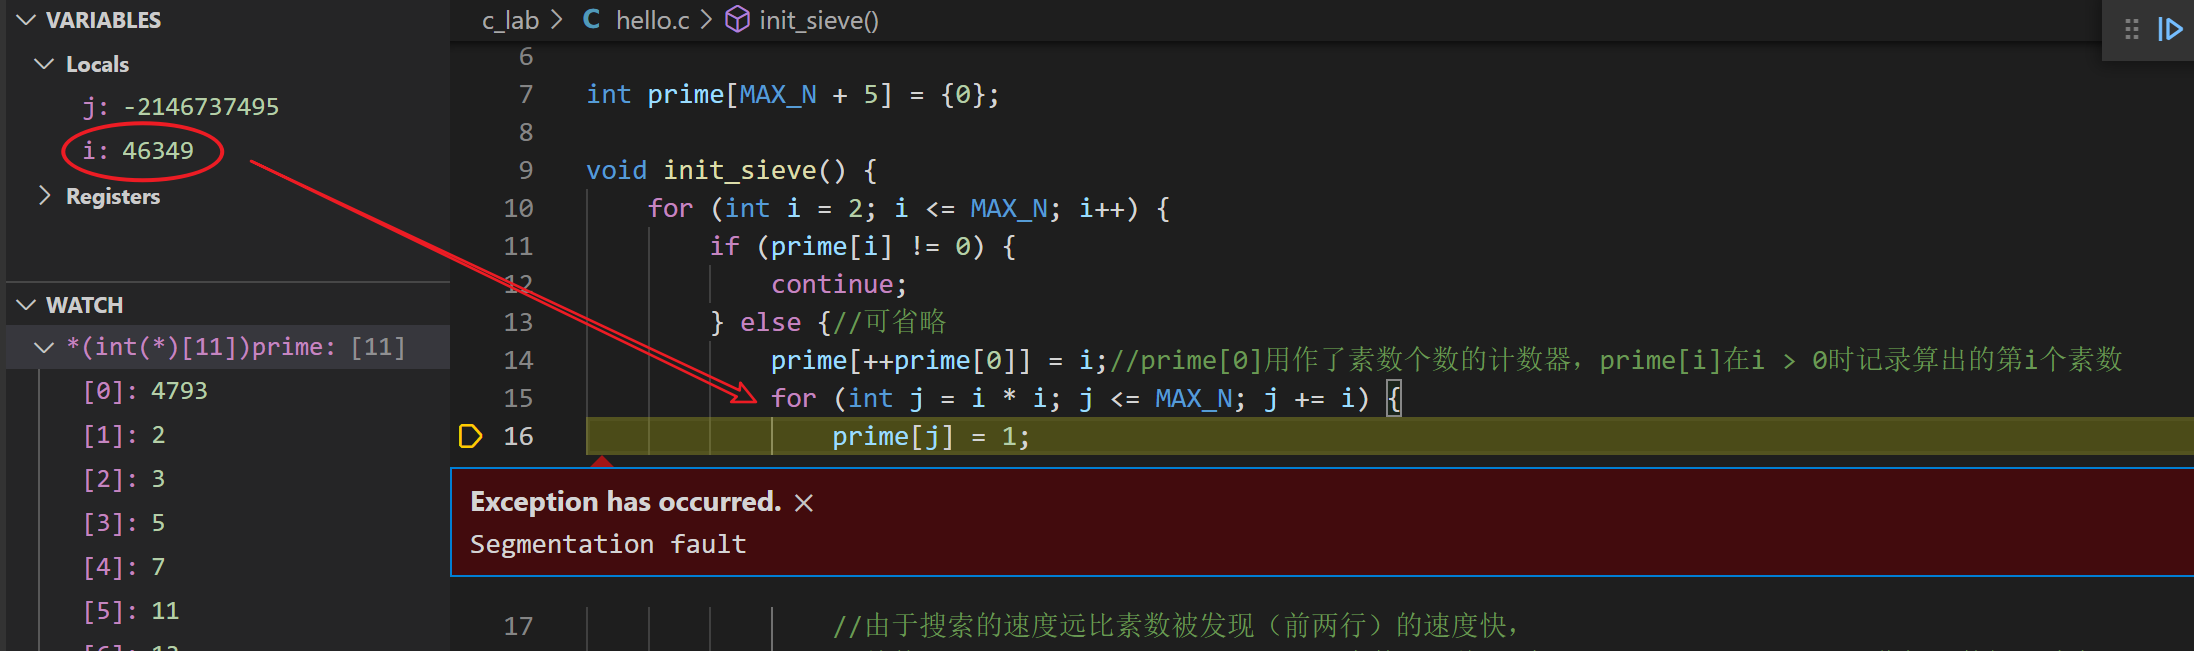 VARIABLES
Locals
j: -2146737495
i: 46349
Registers
WATCH
*(int(*)[11])prime: [11]
[0]: 4793
[1]: 2
[2]: 3
[3]: 5
[4]: 7
[5]: 11
c_lab > C hello.c > init_sieve()
6
7 int prime[MAX_N + 5] = {0};
8
9 void init_sieve() {
10 for (int i = 2; i <= MAX_N; i++) {
11 if (prime[i] != 0) {
12 continue;
13 } else {//可省略
14 prime[++prime[0]] = i;//prime[0]用作了素数个数的计数器，prime[i]在i > 0时记录算出的第i个素数
15 for (int j = i * i; j <= MAX_N; j += i) {
16 prime[j] = 1;
Exception has occurred. ×
Segmentation fault
17 //由于搜索的速度远比素数被发现（前两行）的速度快，